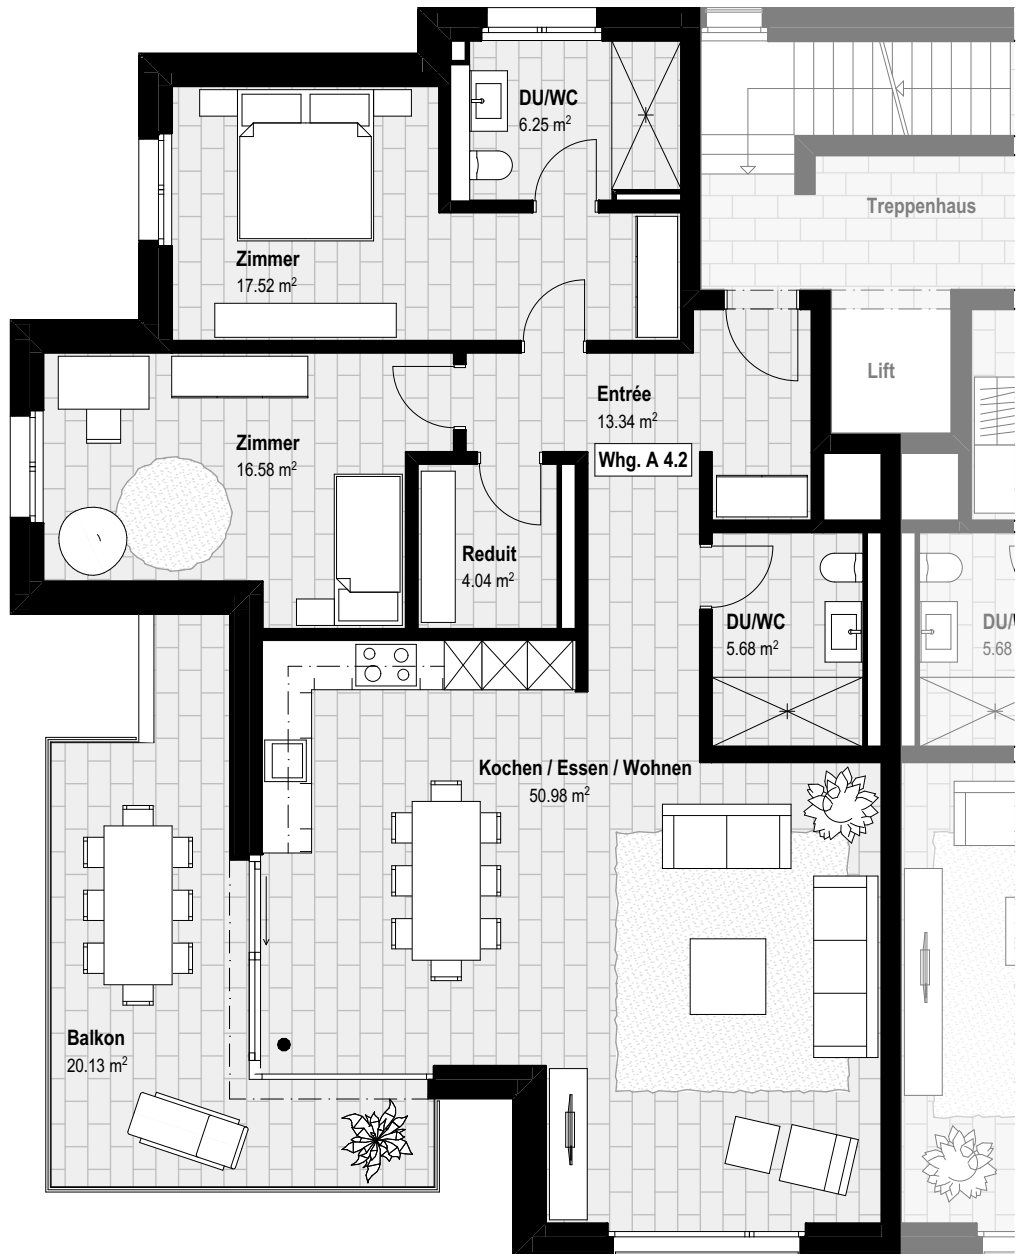 DU/WC
6.25 m²
Treppenhaus
Zimmer
17.52 m²
Lift
Entrée
13.34 m²
Zimmer
16.58 m²
Whg. A 4.2
Reduit
4.04 m²
DU/WC
5.68 m²
DU/W
5.68
Kochen / Essen / Wohnen
50.98 m²
Balkon
20.13 m²